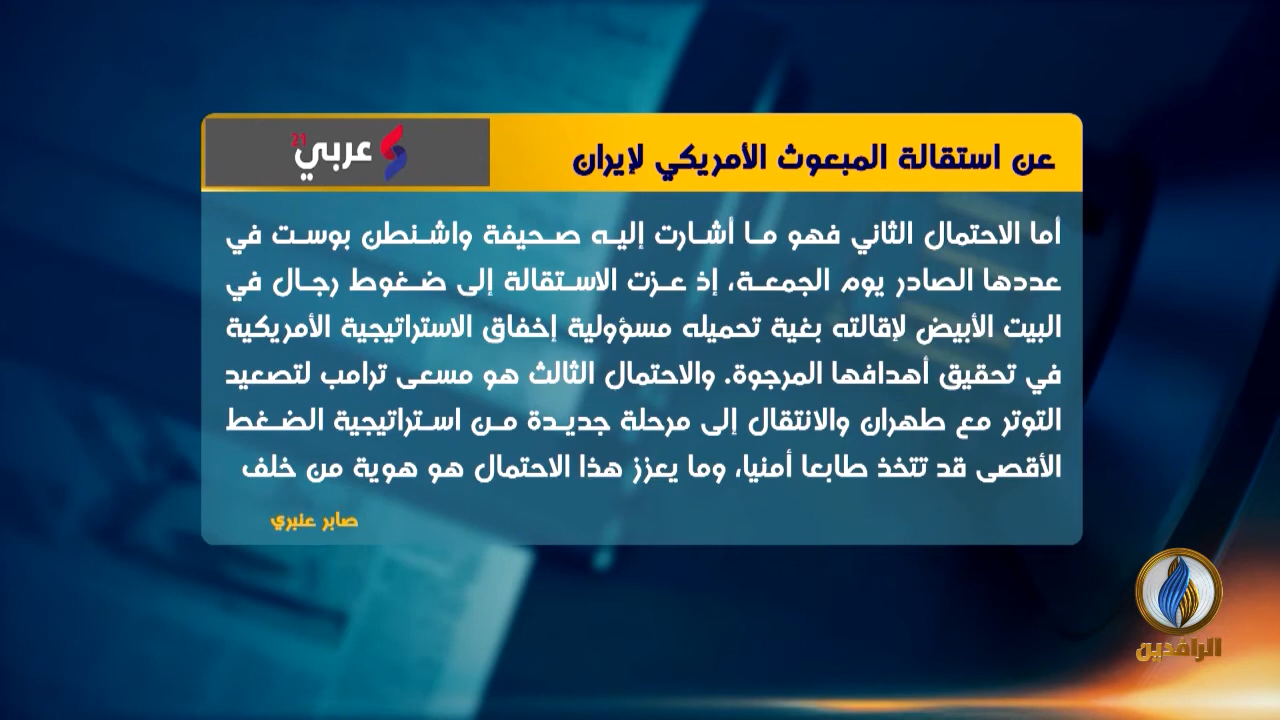 عن استقالة المبعوث الأمريكي لإيران
عربي 21
أما الاحتمال الثاني فهو ما أشارت إليه صحيفة واشنطن بوست في
عددها الصادر يوم الجمعة، إذ عزت الاستقالة إلى ضغوط رجال في
البيت الأبيض لإقالته بغية تحميله مسؤولية إخفاق الاستراتيجية الأمريكية
في تحقيق أهدافها المرجوة. والاحتمال الثالث هو مسعى ترامب لتصعيد
التوتر مع طهران والانتقال إلى مرحلة جديدة من استراتيجية الضغط
الأقصى قد تتخذ طابعا أمنيا، وما يعزز هذا الاحتمال هو هوية من خلف
صابر عنبري
الرافدين